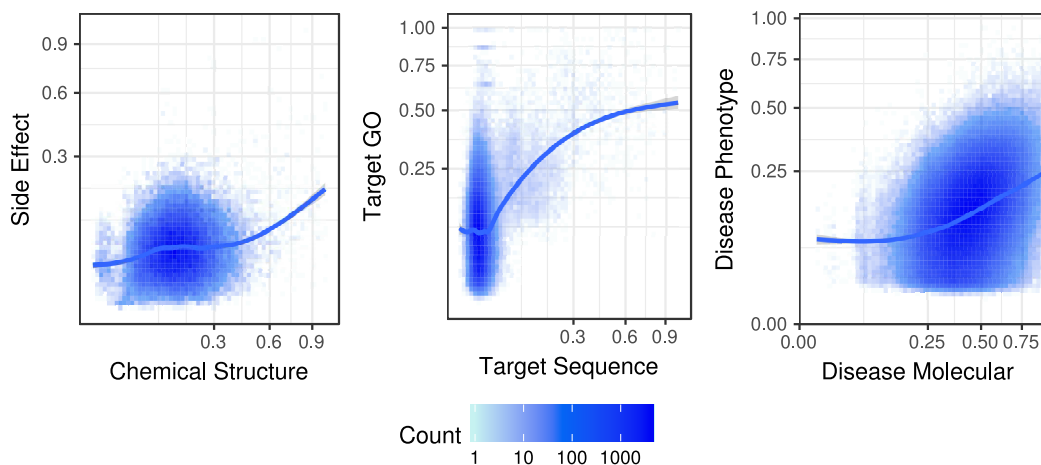 Side Effect
0.9
0.6
0.3
0.3 0.6 0.9
Chemical Structure
Target GO
1.00
0.75
0.50
0.25
0.3 0.6 0.9
Target Sequence
Disease Phenotype
1.00
0.75
0.50
0.25
0.00
0.00 0.25 0.50 0.75
Disease Molecular
Count
1 10 100 1000